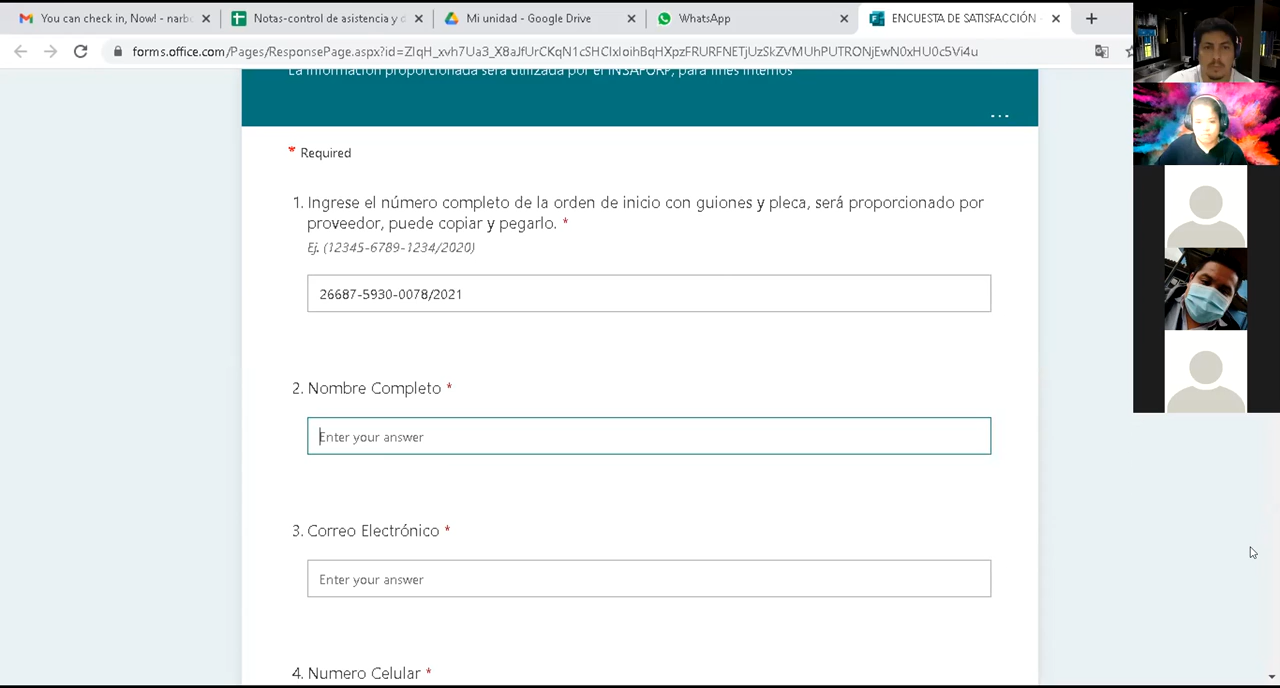 You can check in, Now! - narb
Notas-control de asistencia y d
Mi unidad - Google Drive
WhatsApp
ENCUESTA DE SATISFACCIÓN
forms.office.com/Pages/ResponsePage.aspx?id=
La información proporcionada será utilizada por el INSAFORP, para fines internos
...
* Required
1. Ingrese el número completo de la orden de inicio con guiones y pleca, será proporcionado por
proveedor, puede copiar y pegarlo. *
Ej. (12345-6789-1234/2020)
26687-5930-0078/2021
2. Nombre Completo *
Enter your answer
3. Correo Electrónico *
Enter your answer
4. Numero Celular *